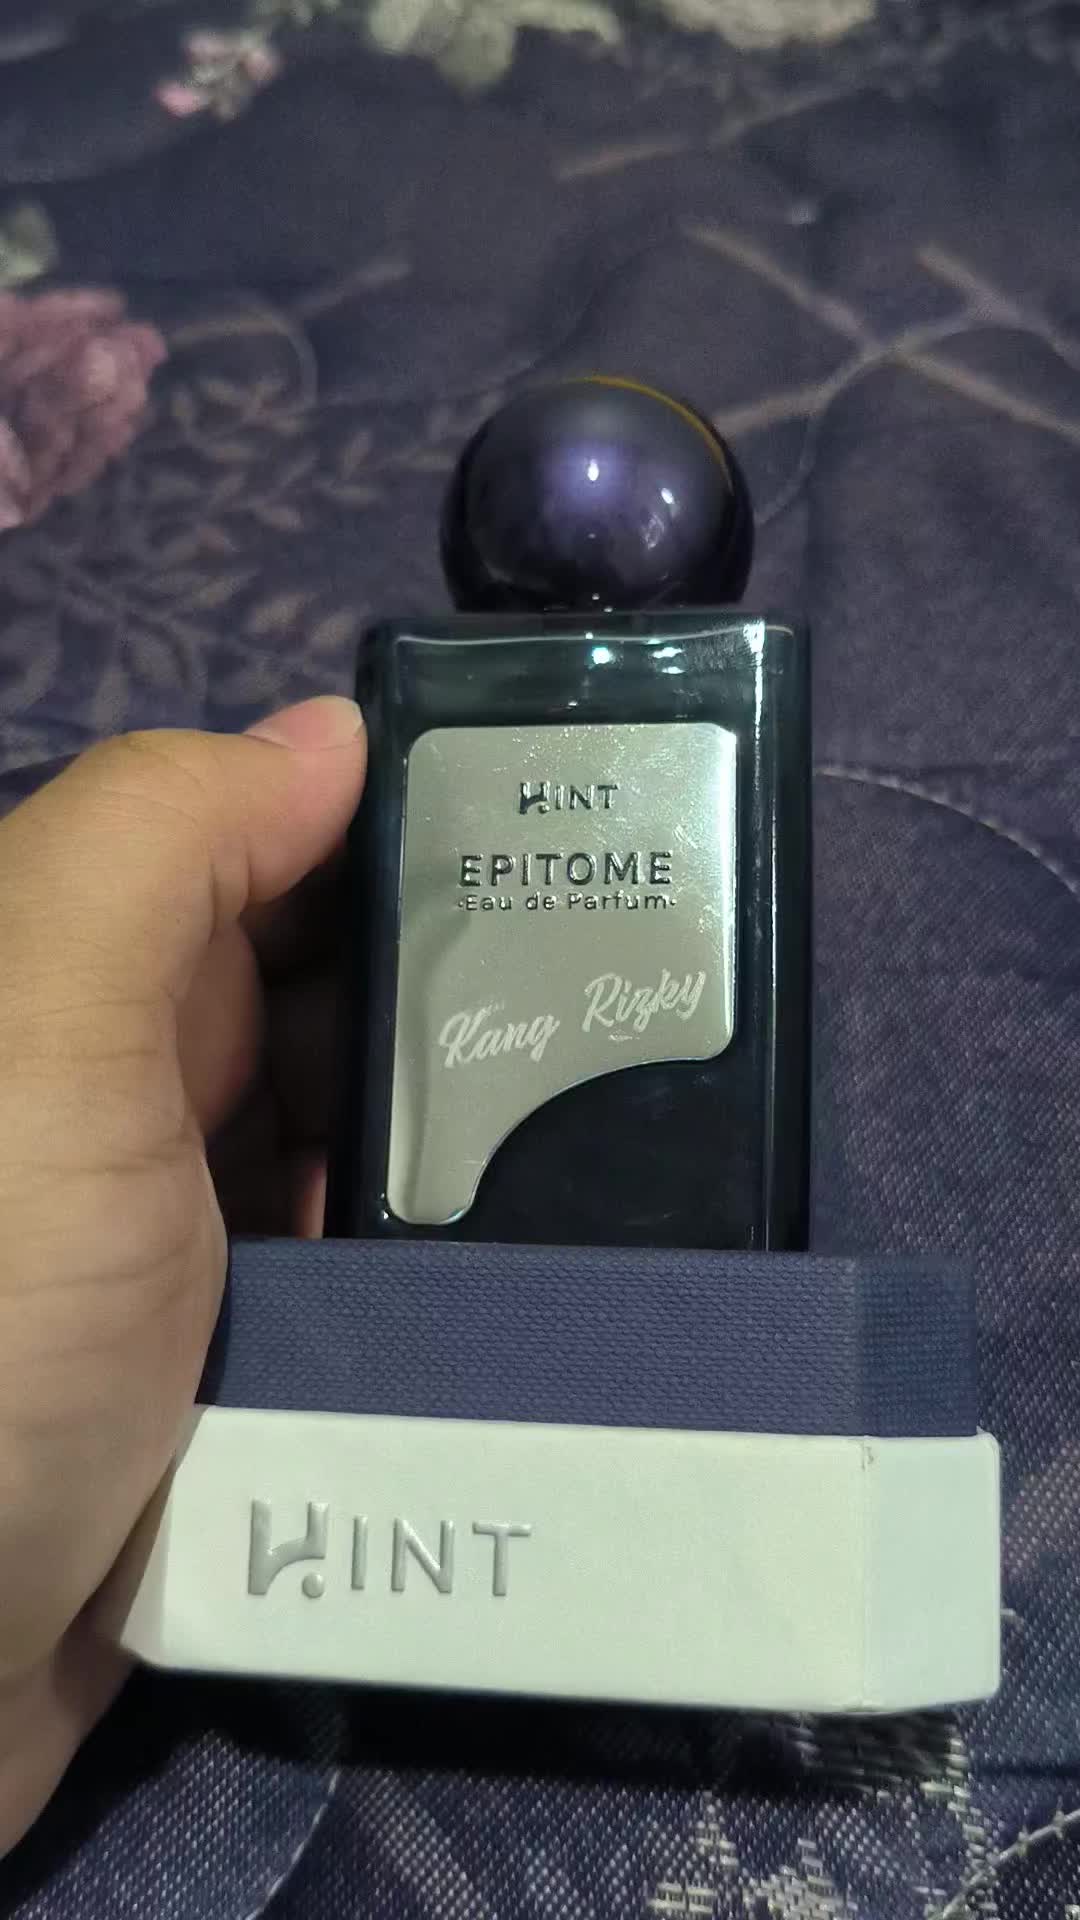 HINT
EPITOME
·Eau de Parfum·
Kang Rizky
HINT